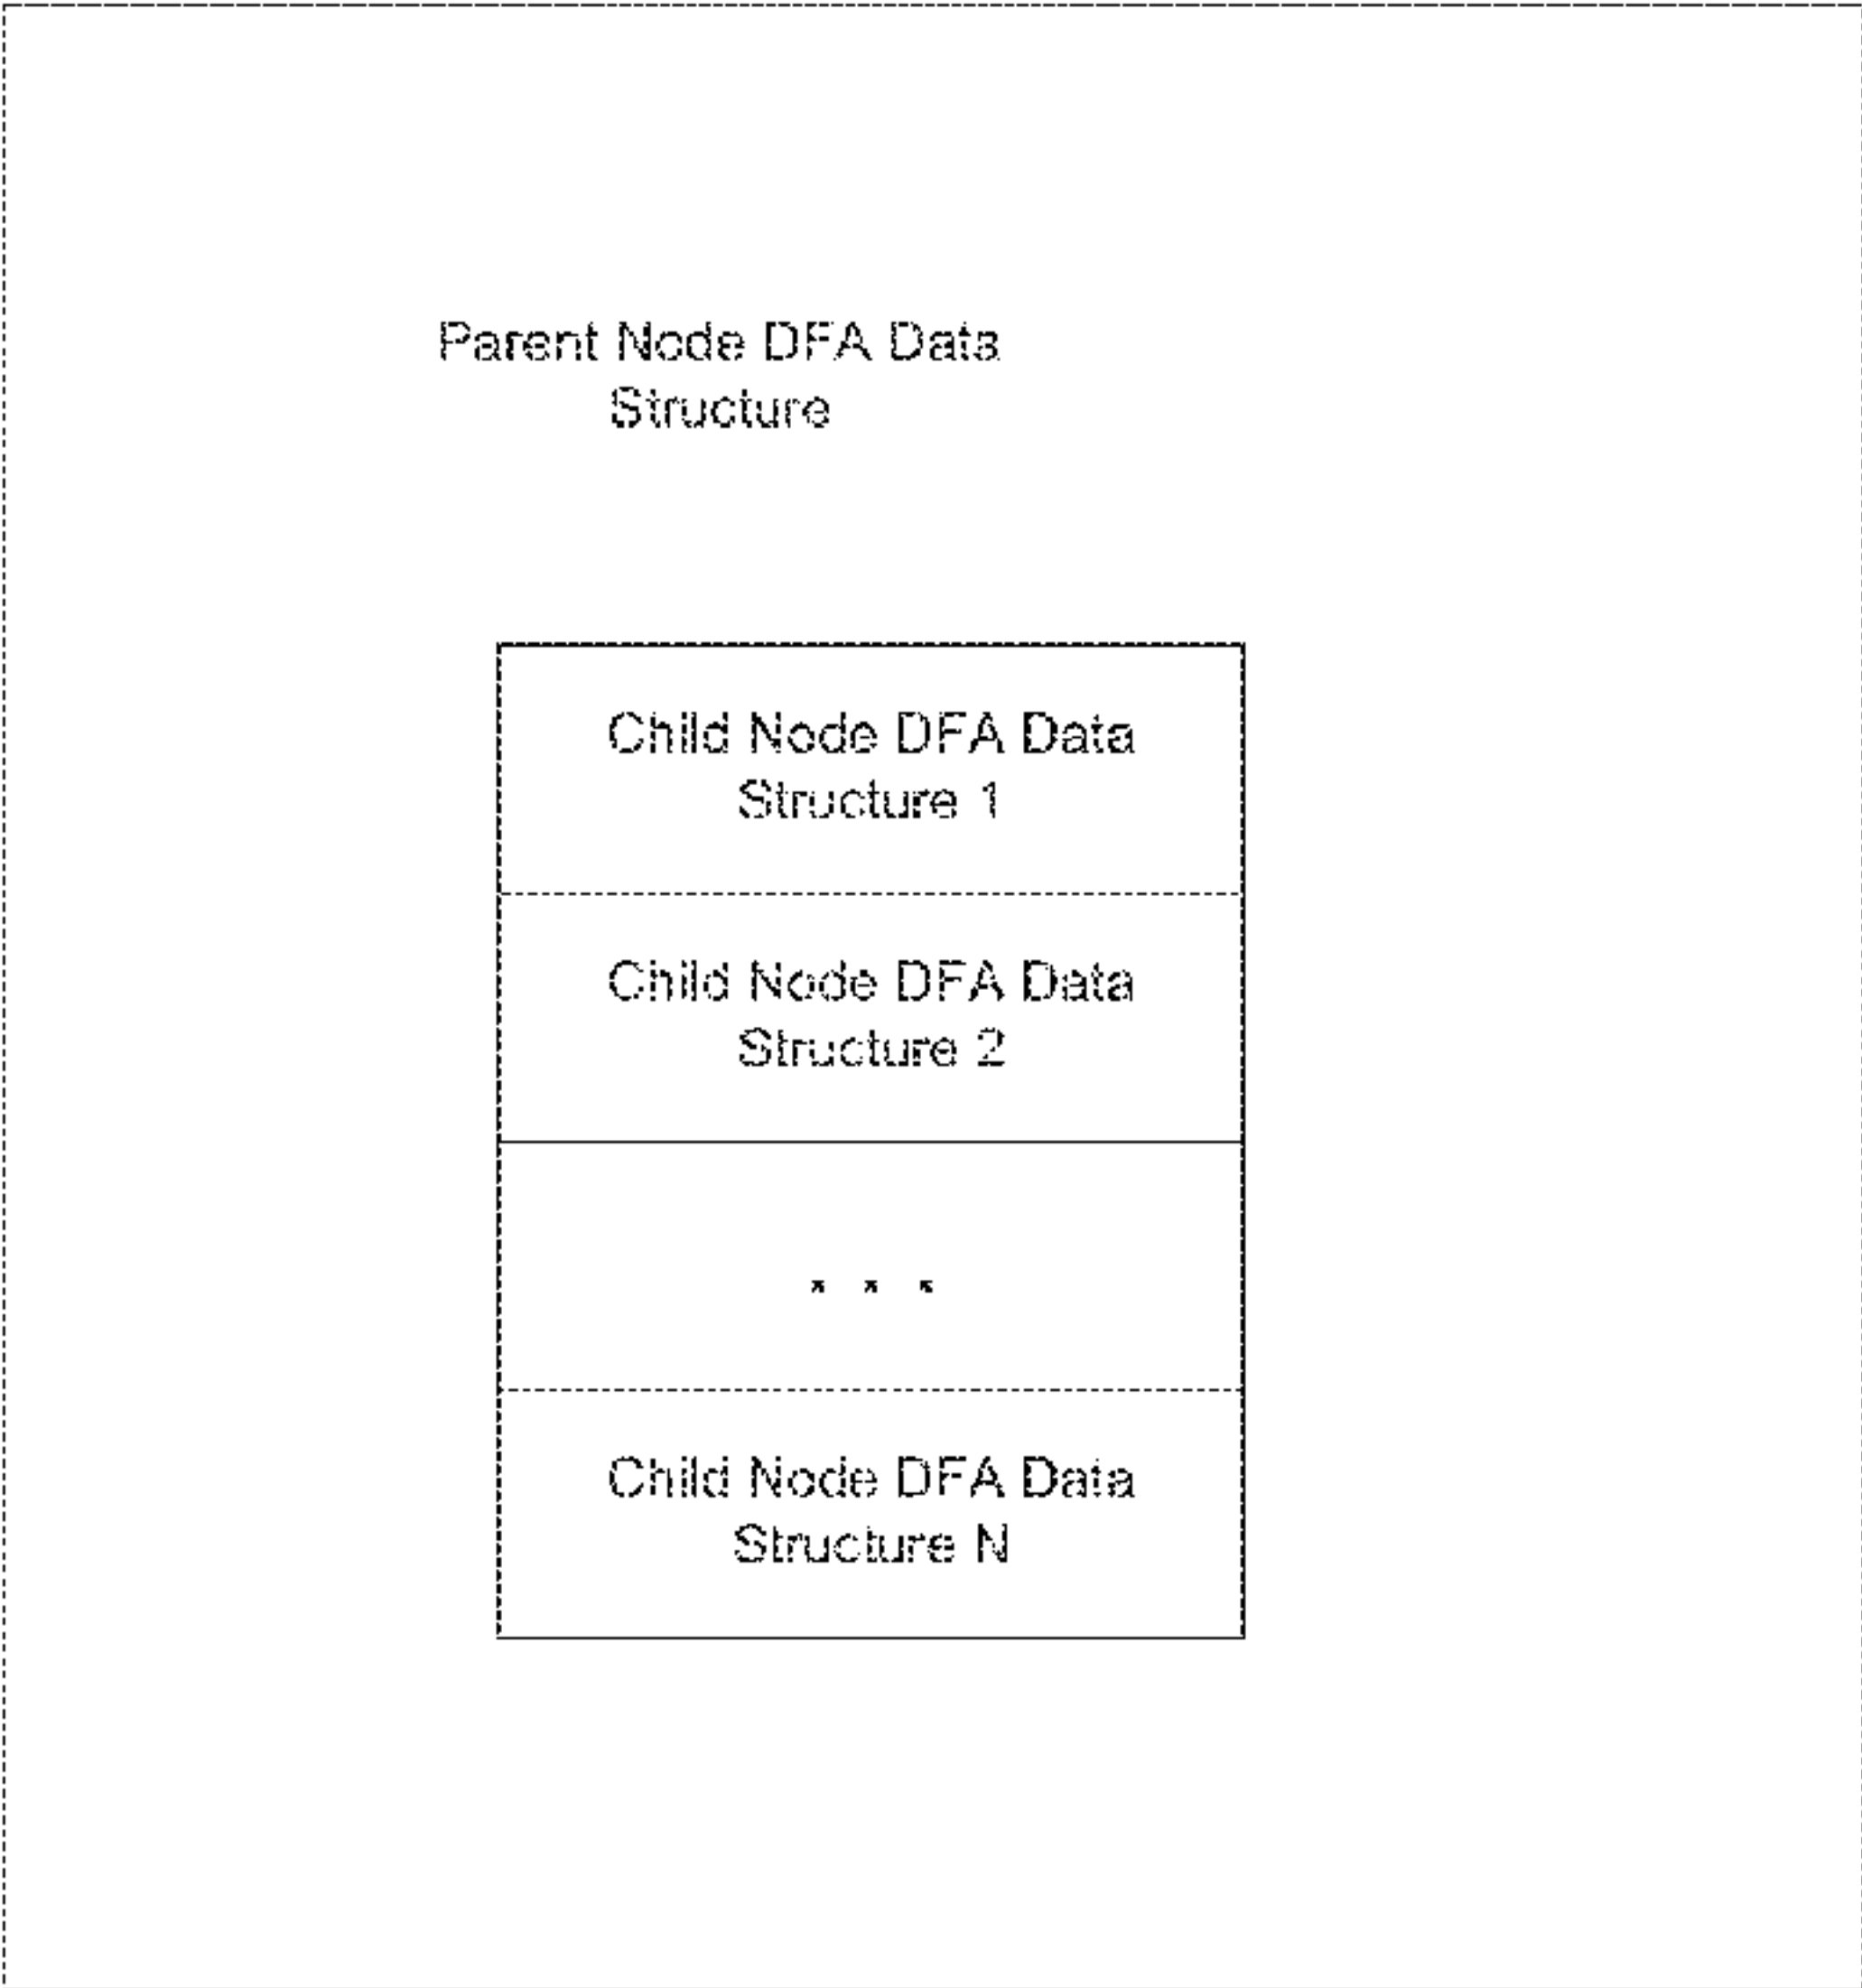 Parent Node DFA Data
Structure
Child Node DFA Data
Structure 1
Child Node DFA Data
Structure 2
. . .
Child Node DFA Data
Structure N